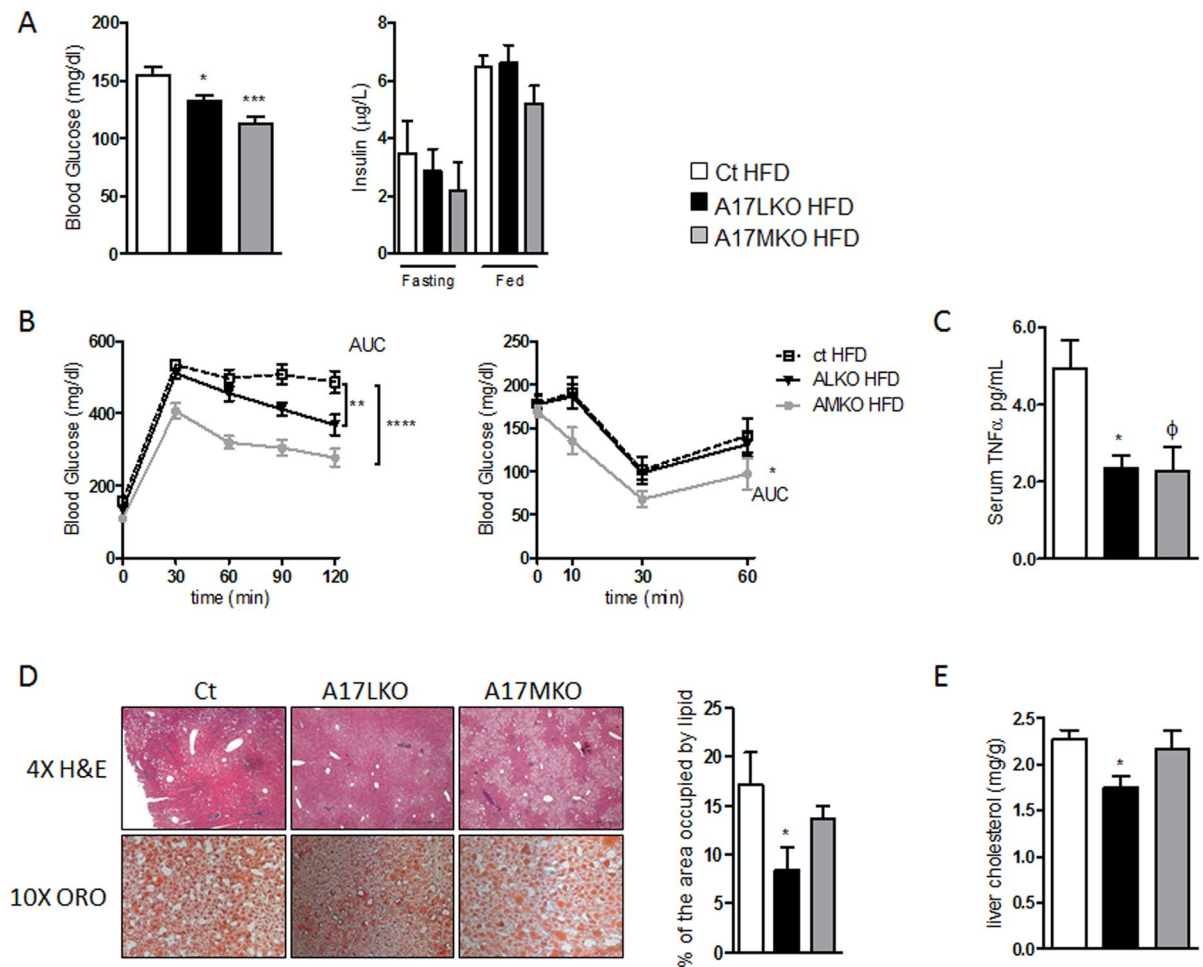 A
Blood Glucose (mg/dl)
200
150
100
50
0
*
***
Insulin (µg/L)
8
6
4
2
0
Fasting
Fed
Ct HFD
A17LKO HFD
A17MKO HFD
B
Blood Glucose (mg/dl)
600
400
200
0
AUC
**
****
0 30 60 90 120
time (min)
Blood Glucose (mg/dl)
250
200
150
100
50
0
*
AUC
0 10 30 60
time (min)
ct HFD
ALKO HFD
AMKO HFD
C
Serum TNFα pg/mL
6.0
4.0
2.0
0.0
*
ϕ
D
Ct A17LKO A17MKO
4X H&E
10X ORO
% of the area occupied by lipid
25
20
15
10
5
0
*
E
liver cholesterol (mg/g)
2.5
2.0
1.5
1.0
0.5
0.0
*